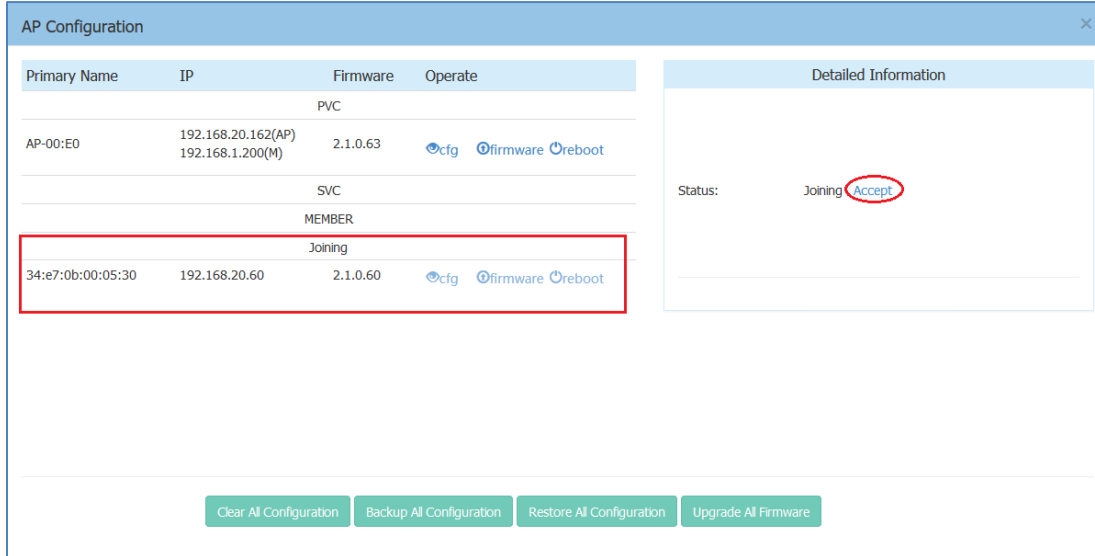 AP Configuration
×
Primary Name IP Firmware Operate
PVC
AP-00:E0 192.168.20.162(AP) 2.1.0.63 cfg firmware reboot
192.168.1.200(M)
SVC
MEMBER
Joining
34:e7:0b:00:05:30 192.168.20.60 2.1.0.60 cfg firmware reboot
Detailed Information
Status: Joining Accept
Clear All Configuration Backup All Configuration Restore All Configuration Upgrade All Firmware